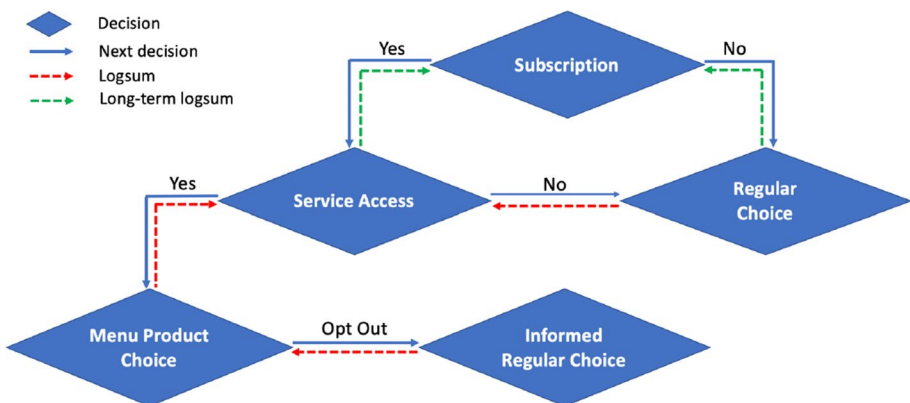 Decision
Next decision
Logsum
Long-term logsum
Yes
No
Subscription
Yes
No
Service Access
Regular
Choice
Opt Out
Menu Product
Choice
Informed
Regular Choice